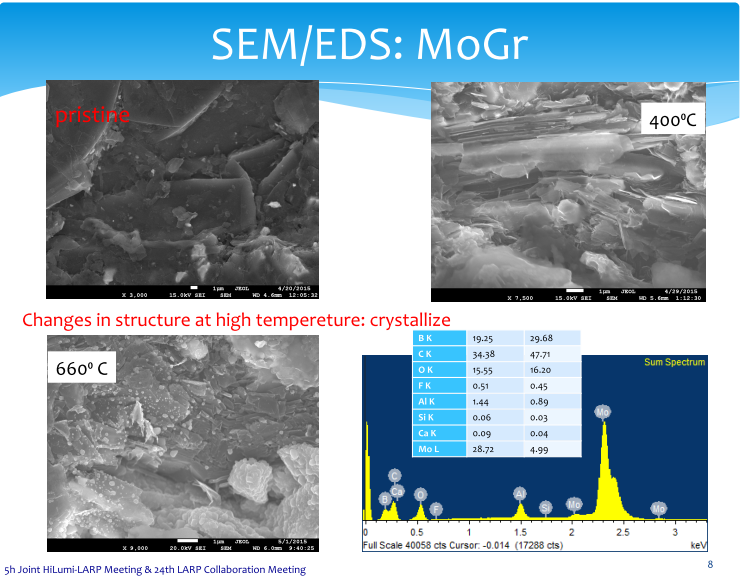 SEM/EDS: MoGr
pristine
X 3,000 1µm JEOL 4/20/2015
15.0kV SEI SEM WD 4.6mm 12:05:32
400⁰C
X 7,500 1µm JEOL 4/29/2015
15.0kV SEI SEM WD 5.6mm 1:12:30
Changes in structure at high tempereture: crystallize
660⁰ C
X 9,000 1µm JEOL 5/1/2015
20.0kV SEI SEM WD 6.0mm 9:40:25
B K 19.25 29.68
C K 34.38 47.71
O K 15.55 16.20
F K 0.51 0.45
Al K 1.44 0.89
Si K 0.06 0.03
Ca K 0.09 0.04
Mo L 28.72 4.99
Sum Spectrum
Mo
C
B Ca O F Al Si Mo Mo
0 0.5 1 1.5 2 2.5 3
Full Scale 40058 cts Cursor: -0.014 (17288 cts) keV
5h Joint HiLumi-LARP Meeting & 24th LARP Collaboration Meeting
8